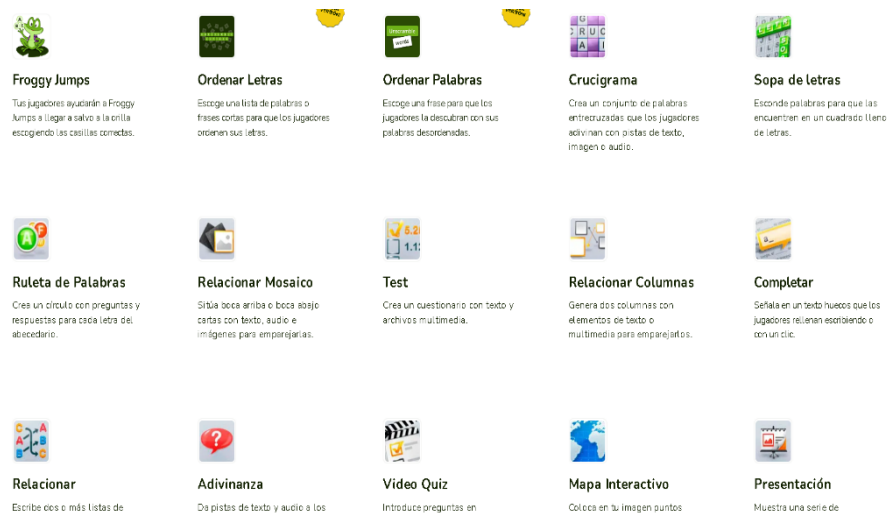 Froggy Jumps
Tus jugadores ayudarán a Froggy
Jumps a llegar a salvo a la orilla
escogiendo las casillas correctas.
Ordenar Letras
Escoge una lista de palabras o
frases cortas para que los jugadores
ordenen sus letras.
Ordenar Palabras
Escoge una frase para que los
jugadores la descubran con sus
palabras desordenadas.
Crucigrama
Crea un conjunto de palabras
entrecruzadas que los jugadores
adivinan con pistas de texto,
imagen o audio.
Sopa de letras
Esconde palabras para que las
encuentren en un cuadrado lleno
de letras.
Ruleta de Palabras
Crea un círculo con preguntas y
respuestas para cada letra del
abecedario.
Relacionar Mosaico
Sitúa boca arriba o boca abajo
cartas con texto, audio e
imágenes para emparejarlas.
Test
Crea un cuestionario con texto y
archivos multimedia.
Relacionar Columnas
Genera dos columnas con
elementos de texto o
multimedia para emparejarlos.
Completar
Señala en un texto huecos que los
jugadores rellenan escribiendo o
con un clic.
Relacionar
Escribe dos o más listas de
Adivinanza
Da pistas de texto y audio a los
Video Quiz
Introduce preguntas en
Mapa Interactivo
Coloca en tu imagen puntos
Presentación
Muestra una serie de